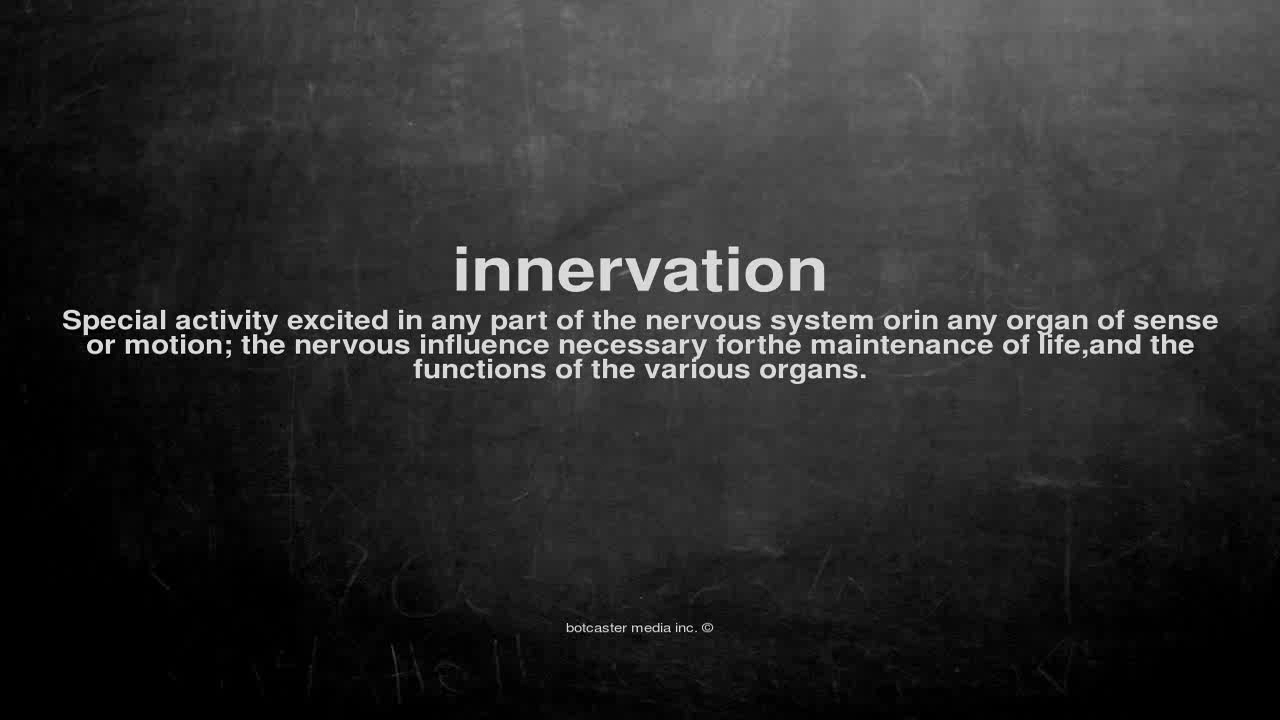 innervation
Special activity excited in any part of the nervous system orin any organ of sense
or motion; the nervous influence necessary forthe maintenance of life,and the
functions of the various organs.
botcaster media inc. ©